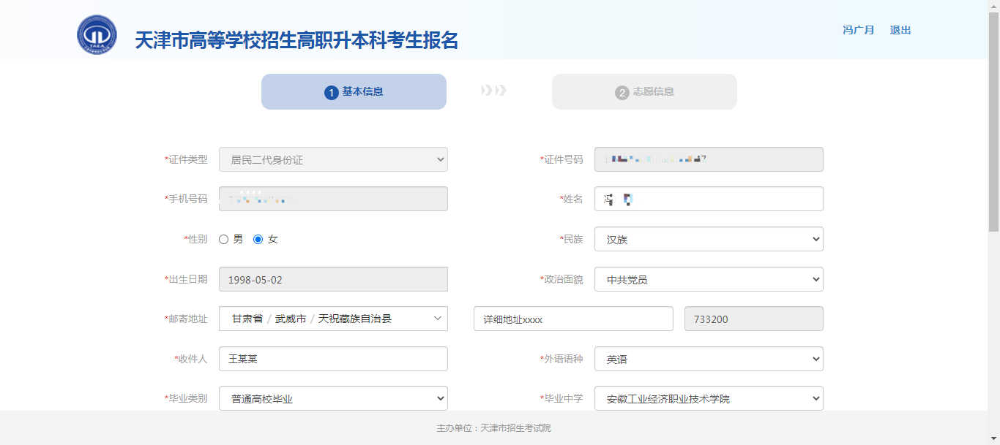 天津市高等学校招生高职升本科考生报名
冯广月 退出
1 基本信息
2 志愿信息
*证件类型 居民二代身份证 *证件号码
*手机号码 *姓名
*性别 男 女 *民族 汉族
*出生日期 1998-05-02 *政治面貌 中共党员
*邮寄地址 甘肃省 / 武威市 / 天祝藏族自治县 详细地址xxxx 733200
*收件人 王某某 *外语语种 英语
*毕业类别 普通高校毕业 *毕业中学 安徽工业经济职业技术学院
主办单位：天津市招生考试院